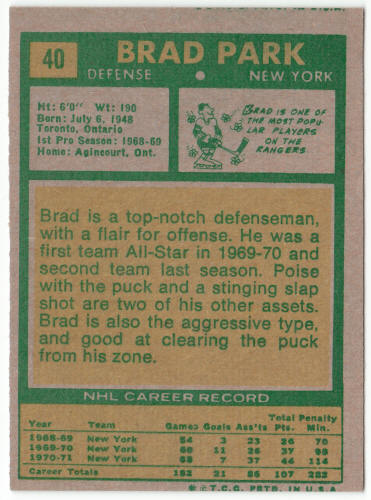 40
BRAD PARK
DEFENSE • NEW YORK
Ht: 6'0" Wt: 190
Born: July 6, 1948
Toronto, Ontario
1st Pro Season: 1968-69
Home: Agincourt, Ont.
BRAD IS ONE OF
THE MOST POPU-
LAR PLAYERS
ON THE
RANGERS.
Brad is a top-notch defenseman,
with a flair for offense. He was a
first team All-Star in 1969-70 and
second team last season. Poise
with the puck and a stinging slap
shot are two of his other assets.
Brad is also the aggressive type,
and good at clearing the puck
from his zone.
NHL CAREER RECORD
Total Penalty
Year Team Games Goals Ass'ts Pts. Min.
1968-69 New York 54 3 23 26 70
1969-70 New York 60 11 26 37 98
1970-71 New York 68 7 37 44 114
Career Totals 182 21 86 107 282
© T.C.G. PRTD. IN U.S.A.